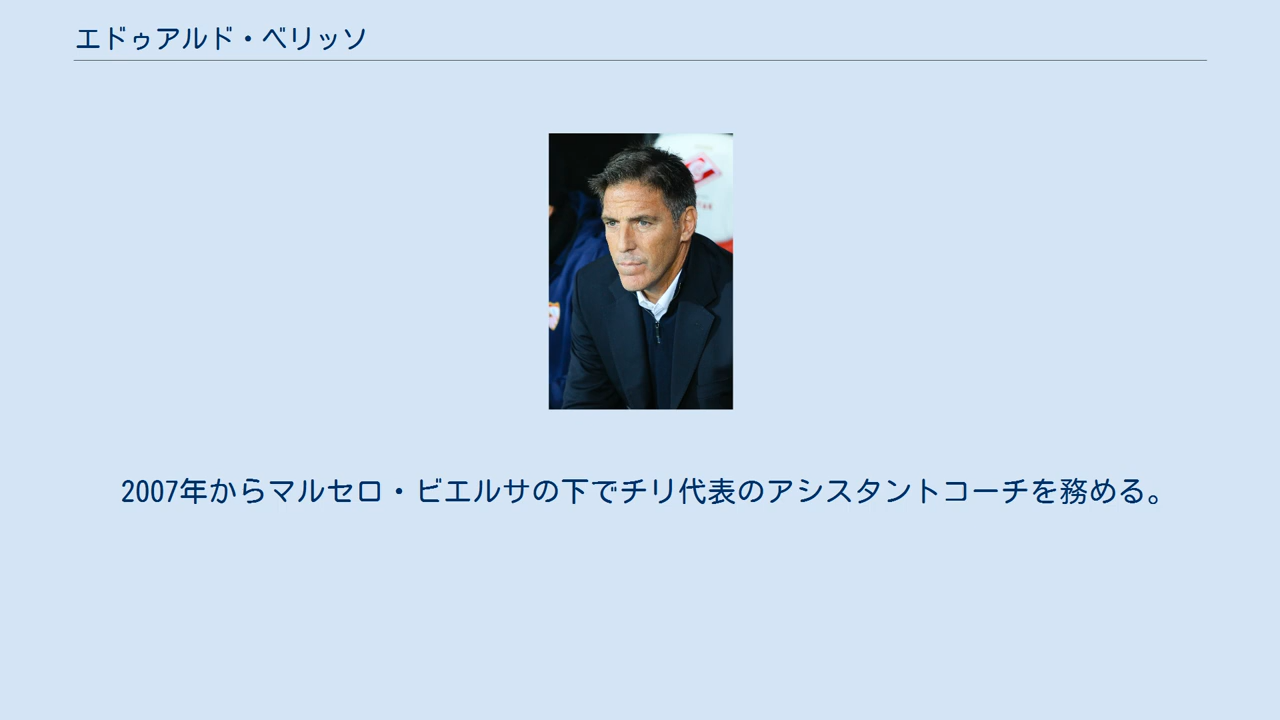 エドゥアルド・ベリッソ
2007年からマルセロ・ビエルサの下でチリ代表のアシスタントコーチを務める。